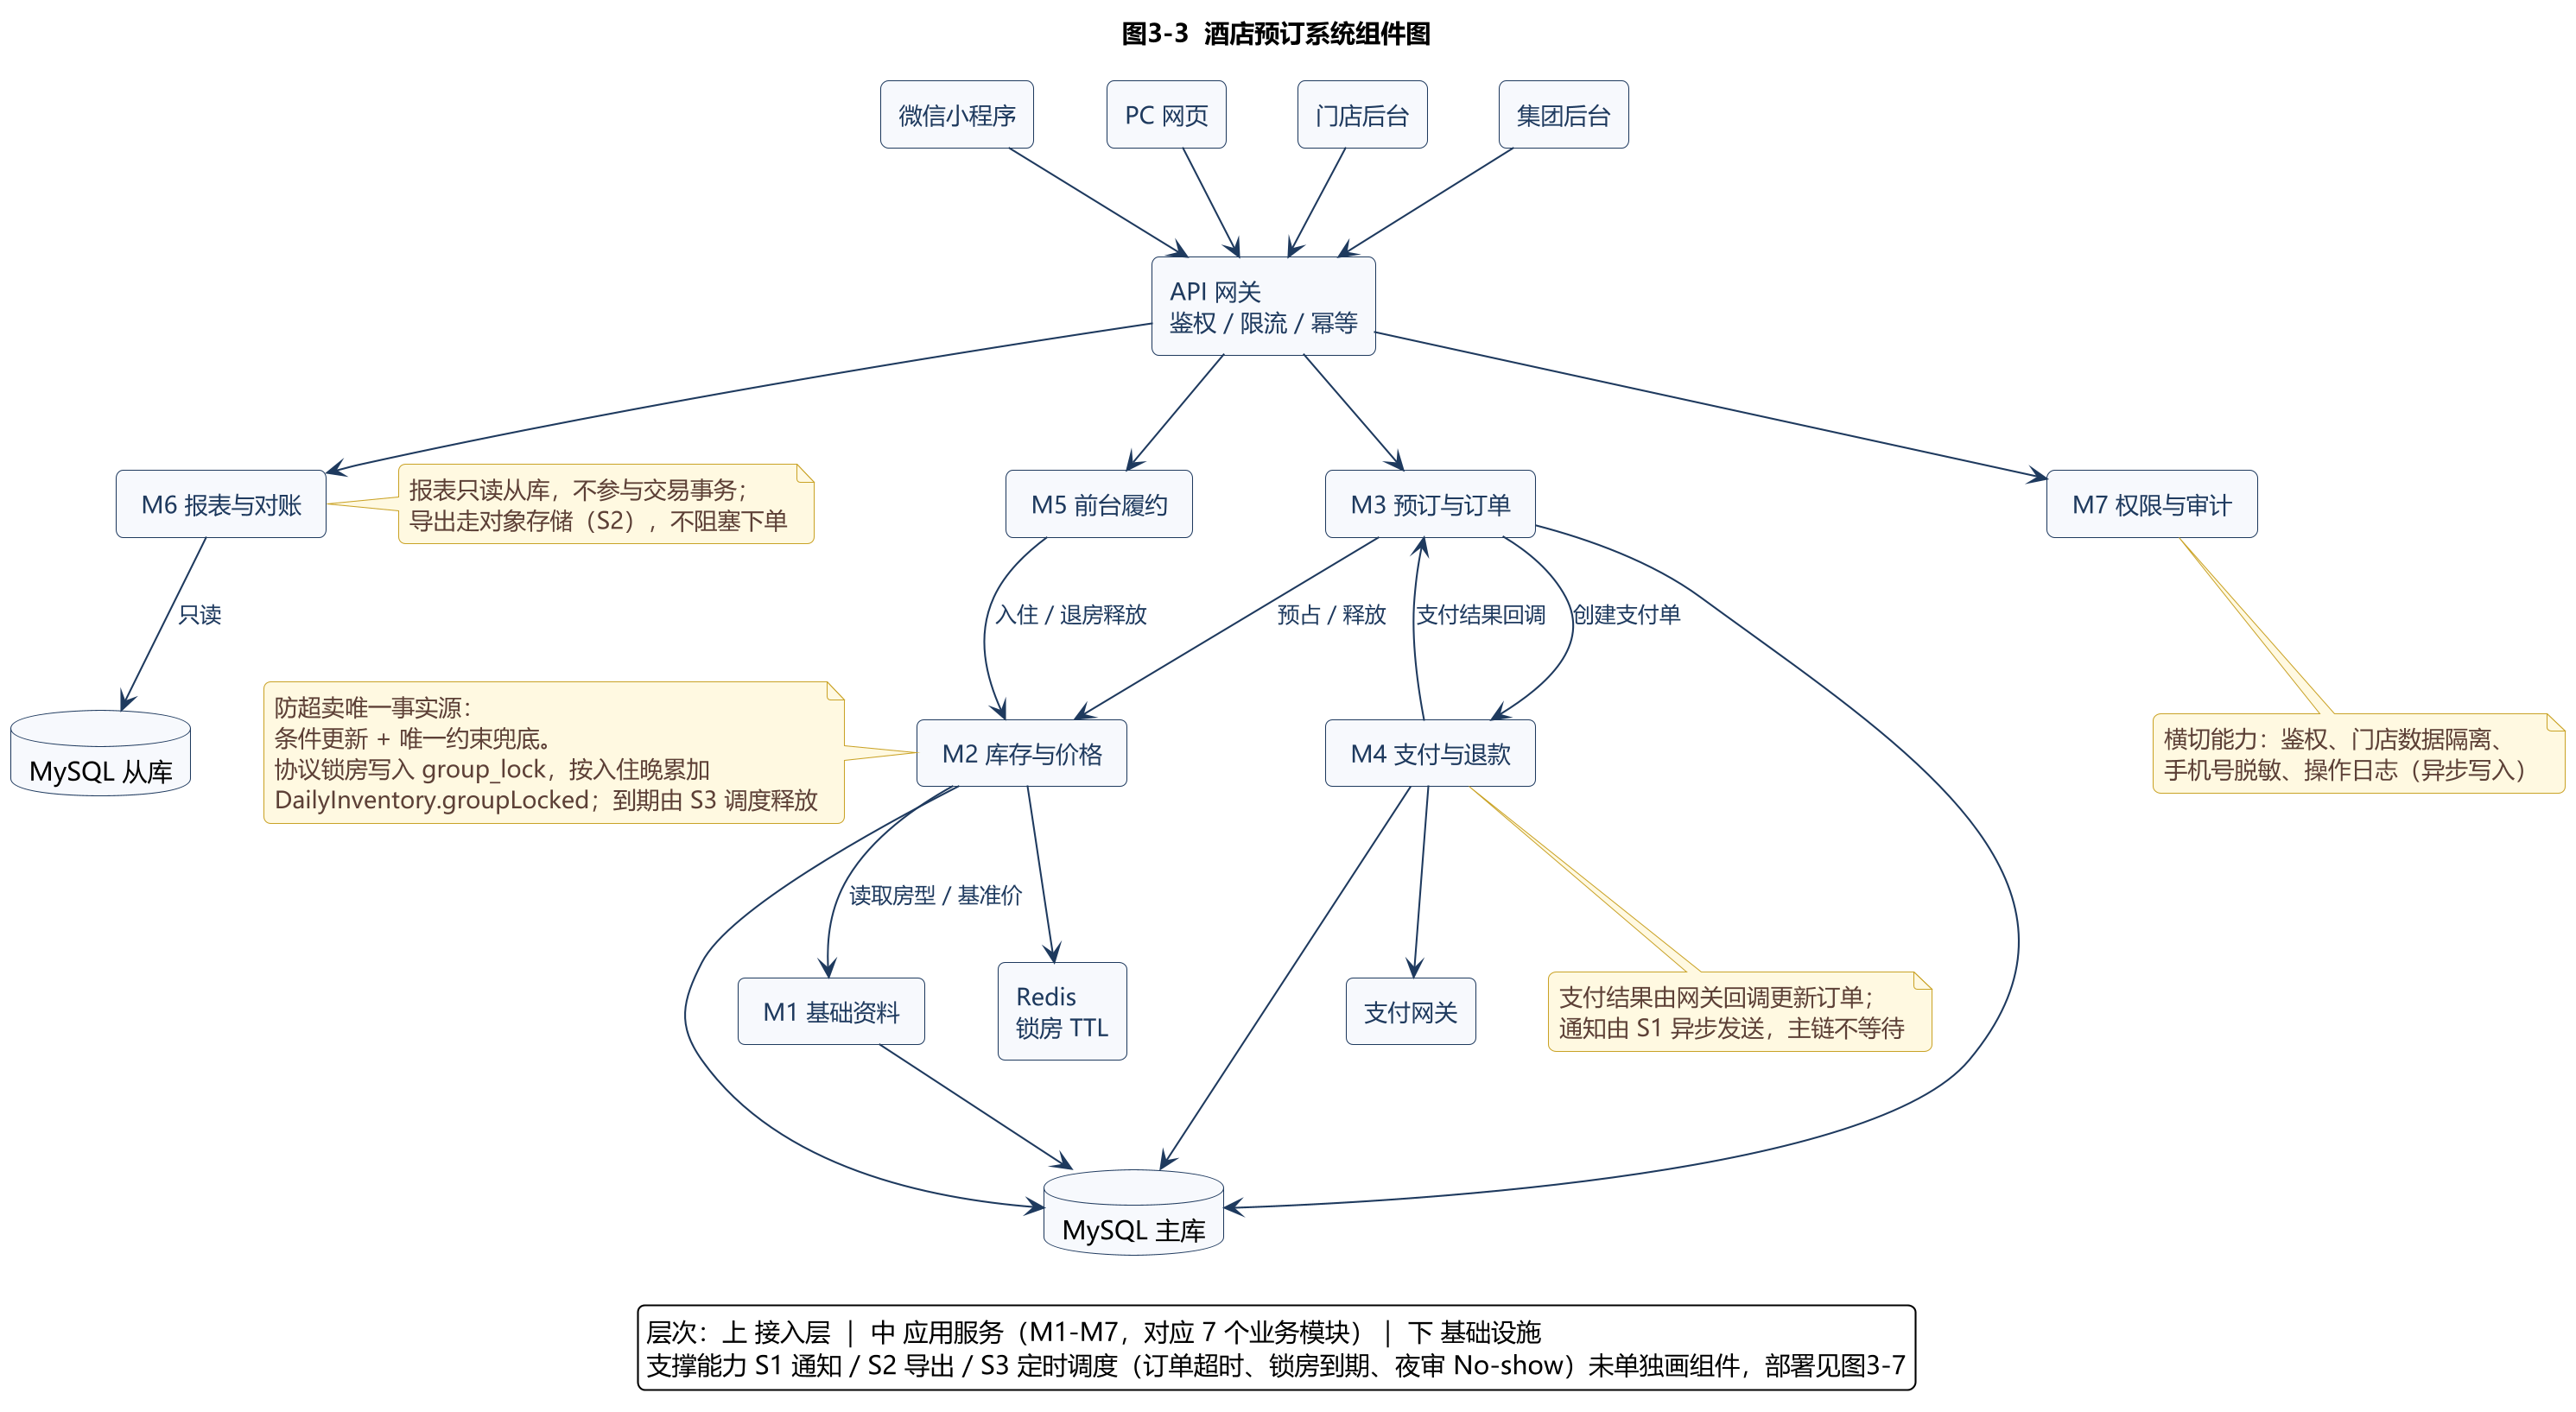 图3-3  酒店预订系统组件图
微信小程序
PC 网页
门店后台
集团后台
API 网关
鉴权 / 限流 / 幂等
M6 报表与对账
报表只读从库，不参与交易事务；
导出走对象存储（S2），不阻塞下单
M5 前台履约
M3 预订与订单
M7 权限与审计
只读
入住 / 退房释放
预占 / 释放
支付结果回调
创建支付单
MySQL 从库
防超卖唯一事实源：
条件更新 + 唯一约束兜底。
协议锁房写入 group_lock，按入住晚累加
DailyInventory.groupLocked；到期由 S3 调度释放
M2 库存与价格
M4 支付与退款
横切能力：鉴权、门店数据隔离、
手机号脱敏、操作日志（异步写入）
读取房型 / 基准价
M1 基础资料
Redis
锁房 TTL
支付网关
支付结果由网关回调更新订单；
通知由 S1 异步发送，主链不等待
MySQL 主库
层次：上 接入层 ｜ 中 应用服务（M1-M7，对应 7 个业务模块）｜ 下 基础设施
支撑能力 S1 通知 / S2 导出 / S3 定时调度（订单超时、锁房到期、夜审 No-show）未单独画组件，部署见图3-7